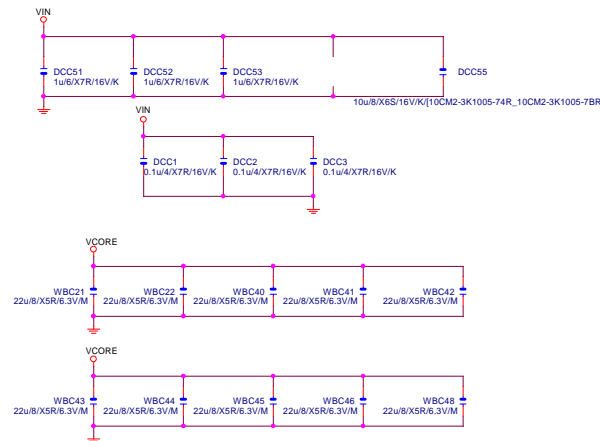 VIN
DCC51
1u/6/X7R/16V/K
DCC52
1u/6/X7R/16V/K
DCC53
1u/6/X7R/16V/K
DCC55
10u/8/X6S/16V/K/[10CM2-3K1005-74R_10CM2-3K1005-7BR
VIN
DCC1
0.1u/4/X7R/16V/K
DCC2
0.1u/4/X7R/16V/K
DCC3
0.1u/4/X7R/16V/K
VCORE
WBC21
22u/8/X5R/6.3V/M
WBC22
22u/8/X5R/6.3V/M
WBC40
22u/8/X5R/6.3V/M
WBC41
22u/8/X5R/6.3V/M
WBC42
22u/8/X5R/6.3V/M
VCORE
WBC43
22u/8/X5R/6.3V/M
WBC44
22u/8/X5R/6.3V/M
WBC45
22u/8/X5R/6.3V/M
WBC46
22u/8/X5R/6.3V/M
WBC48
22u/8/X5R/6.3V/M